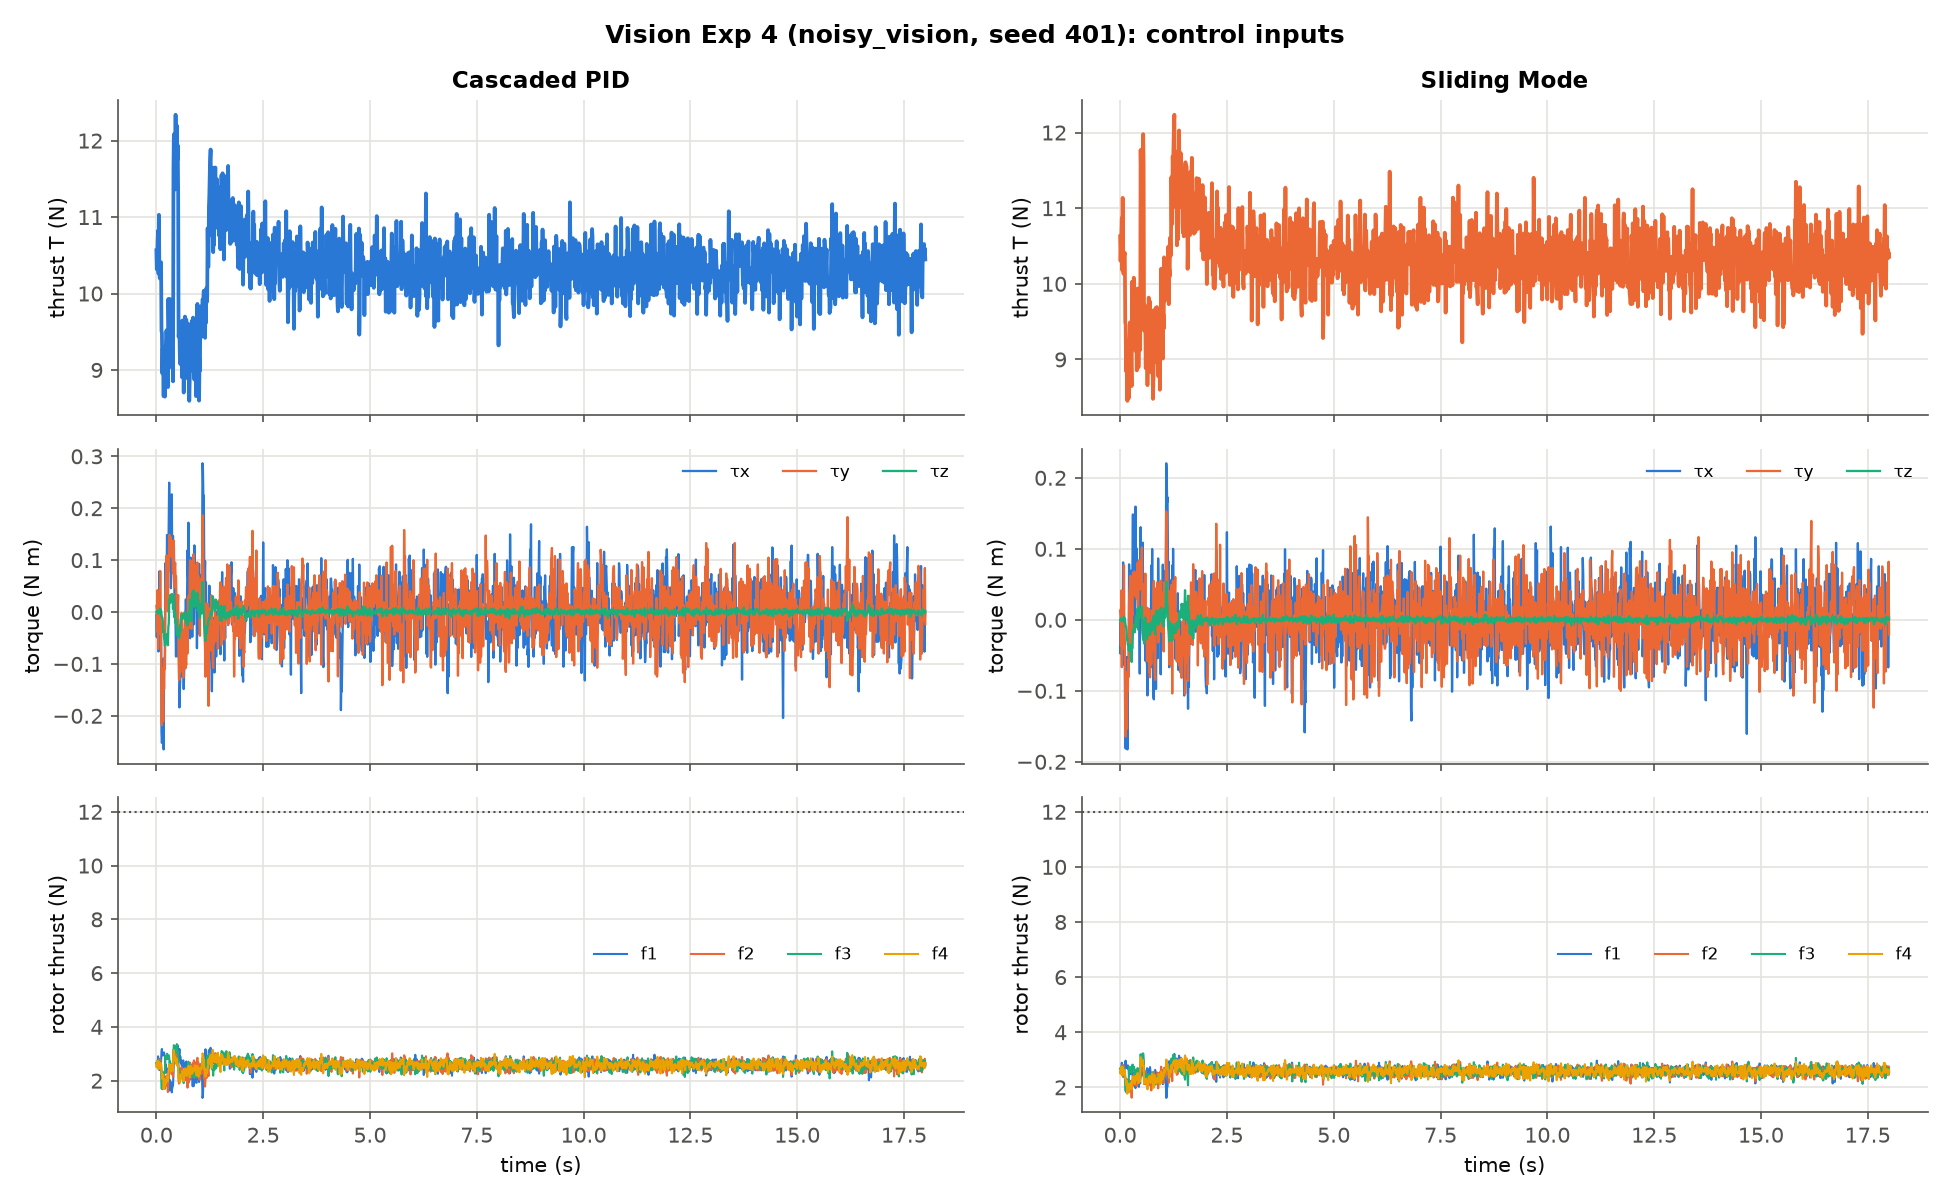 Vision Exp 4 (noisy_vision, seed 401): control inputs
Cascaded PID
Sliding Mode
thrust T (N)
12
11
10
9
thrust T (N)
12
11
10
9
torque (N m)
0.3
0.2
0.1
0.0
−0.1
−0.2
τx τy τz
torque (N m)
0.2
0.1
0.0
−0.1
−0.2
τx τy τz
rotor thrust (N)
12
10
8
6
4
2
f1 f2 f3 f4
0.0 2.5 5.0 7.5 10.0 12.5 15.0 17.5
time (s)
rotor thrust (N)
12
10
8
6
4
2
f1 f2 f3 f4
0.0 2.5 5.0 7.5 10.0 12.5 15.0 17.5
time (s)